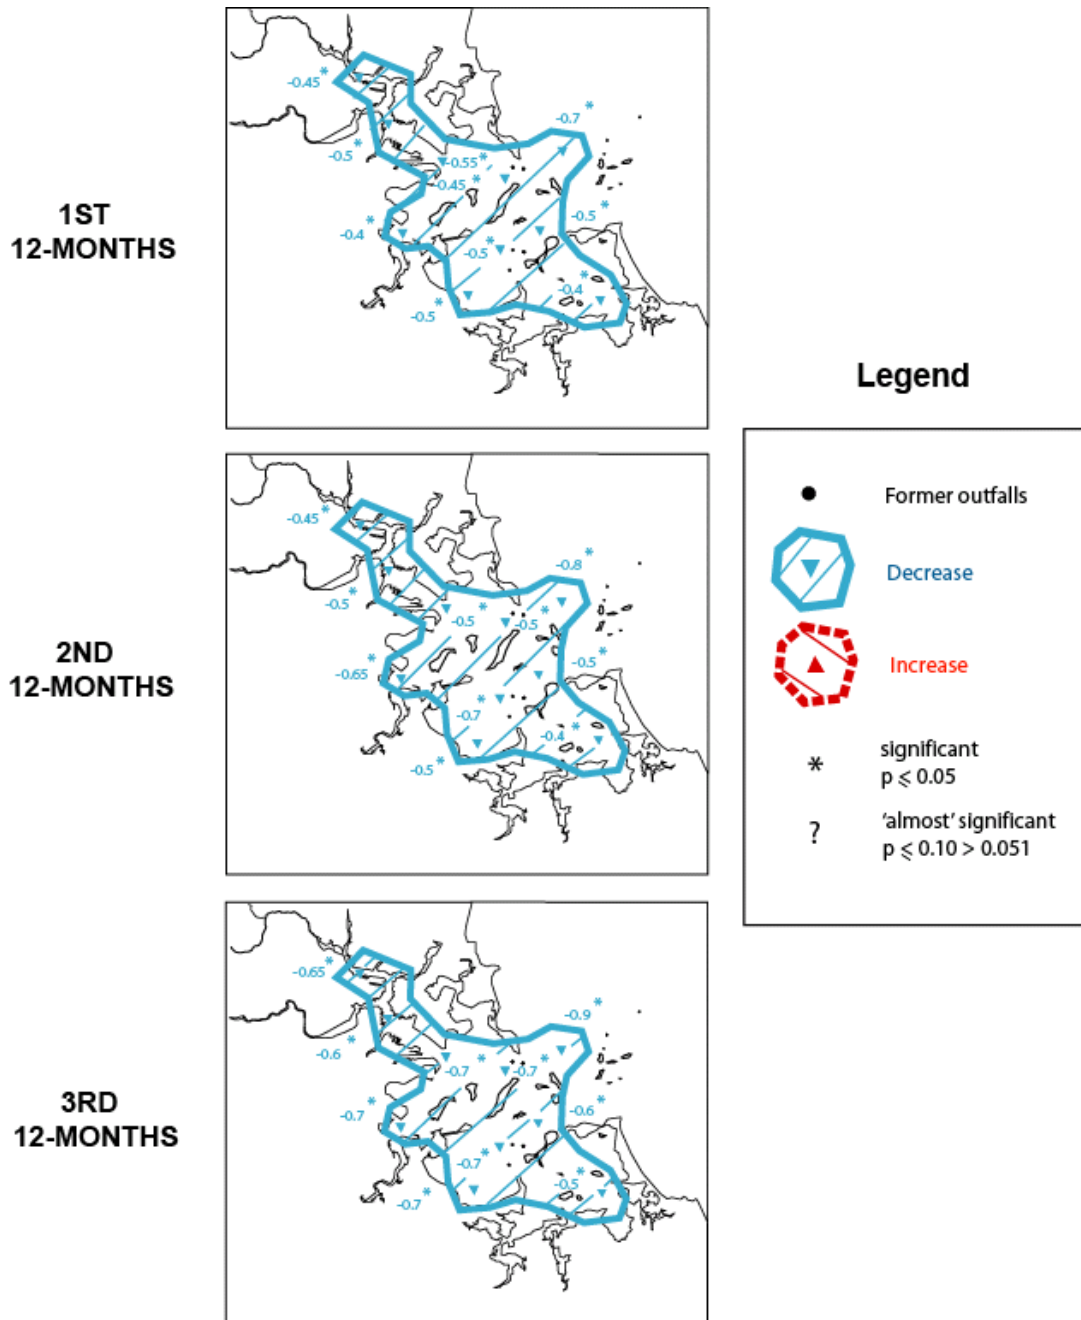 1ST
12-MONTHS
-0.45*
-0.5*
-0.55*
-0.45*
-0.7*
-0.4*
-0.5*
-0.5*
-0.4*
-0.5*
Legend
Former outfalls
Decrease
Increase
* significant
p ⩽ 0.05
? 'almost' significant
p ⩽ 0.10 > 0.051
2ND
12-MONTHS
-0.45*
-0.8*
-0.5*
-0.5*
-0.5*
-0.65*
-0.5*
-0.7*
-0.4*
-0.5*
3RD
12-MONTHS
-0.65*
-0.9*
-0.6*
-0.7*
-0.7*
-0.7*
-0.6*
-0.7*
-0.5*
-0.7*